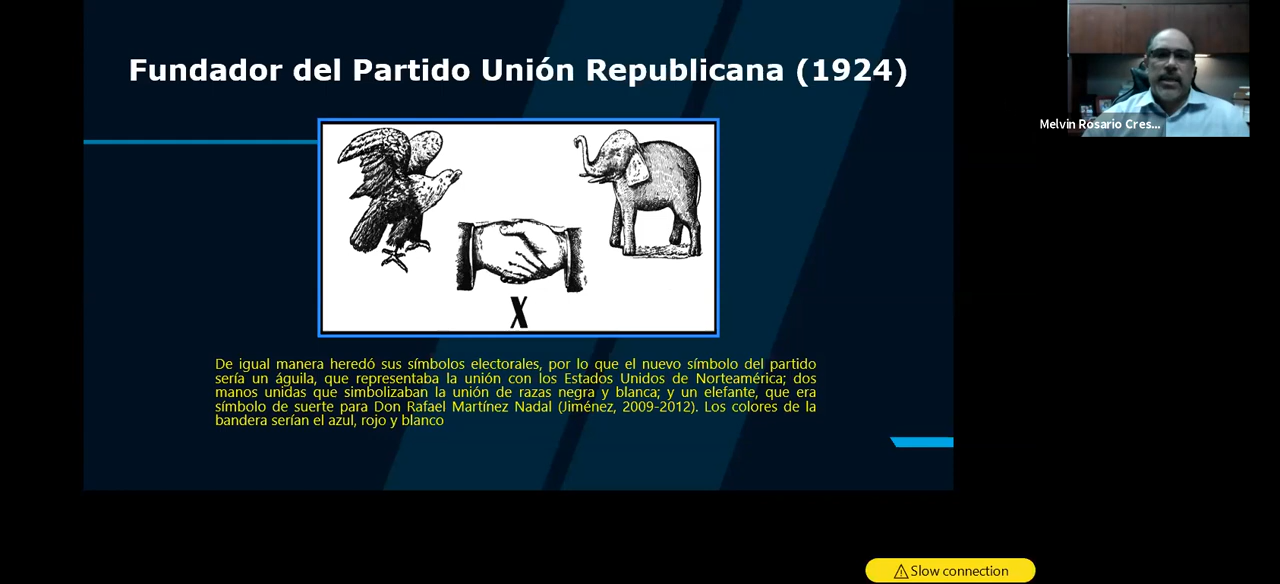 Fundador del Partido Unión Republicana (1924)
Melvin Rosario Cres...
X
De igual manera heredó sus símbolos electorales, por lo que el nuevo símbolo del partido
sería un águila, que representaba la unión con los Estados Unidos de Norteamérica; dos
manos unidas que simbolizaban la unión de razas negra y blanca; y un elefante, que era
símbolo de suerte para Don Rafael Martínez Nadal (Jiménez, 2009-2012). Los colores de la
bandera serían el azul, rojo y blanco
Slow connection